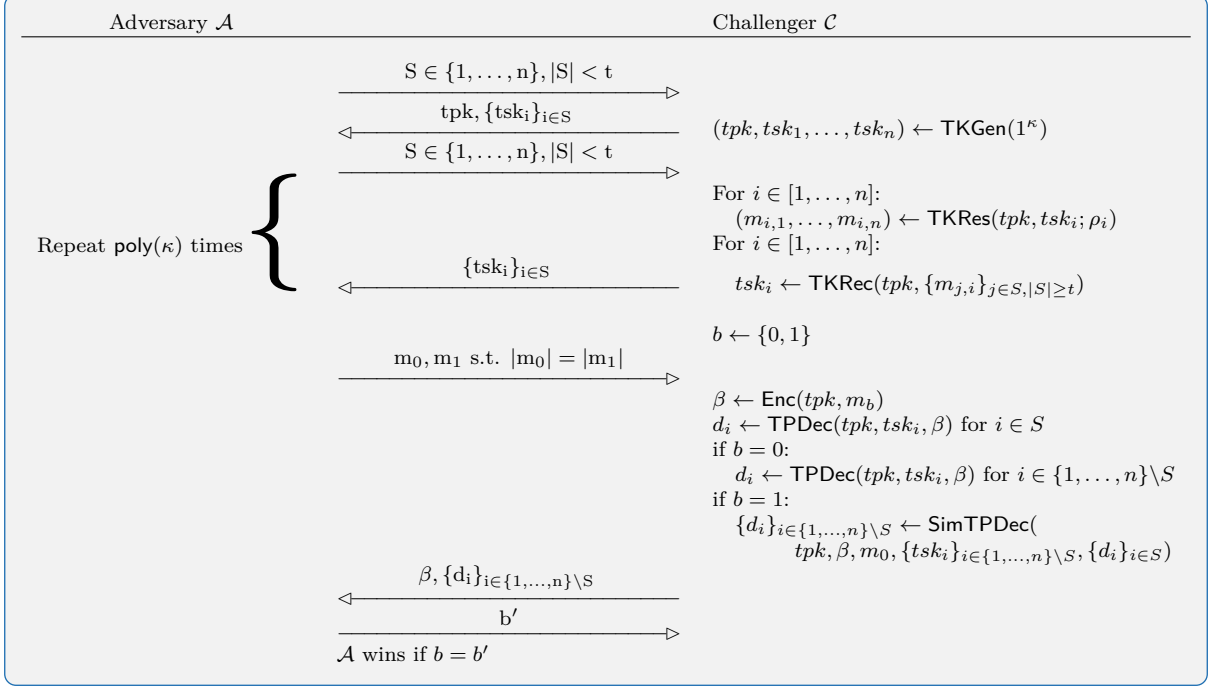 Adversary 𝒜
Challenger 𝒞
S ∈ {1, . . . , n}, |S| < t
tpk, {tsk_i}_{i∈S}
(tpk, tsk_1, . . . , tsk_n) ← TKGen(1^κ)
S ∈ {1, . . . , n}, |S| < t
For i ∈ [1, . . . , n]:
(m_{i,1}, . . . , m_{i,n}) ← TKRes(tpk, tsk_i; ρ_i)
Repeat poly(κ) times {
For i ∈ [1, . . . , n]:
{tsk_i}_{i∈S}
tsk_i ← TKRec(tpk, {m_{j,i}}_{j∈S,|S|≥t})
b ← {0, 1}
m_0, m_1 s.t. |m_0| = |m_1|
β ← Enc(tpk, m_b)
d_i ← TPDec(tpk, tsk_i, β) for i ∈ S
if b = 0:
d_i ← TPDec(tpk, tsk_i, β) for i ∈ {1, . . . , n}\S
if b = 1:
{d_i}_{i∈{1,...,n}\S} ← SimTPDec(
tpk, β, m_0, {tsk_i}_{i∈{1,...,n}\S}, {d_i}_{i∈S})
β, {d_i}_{i∈{1,...,n}\S}
b′
𝒜 wins if b = b′